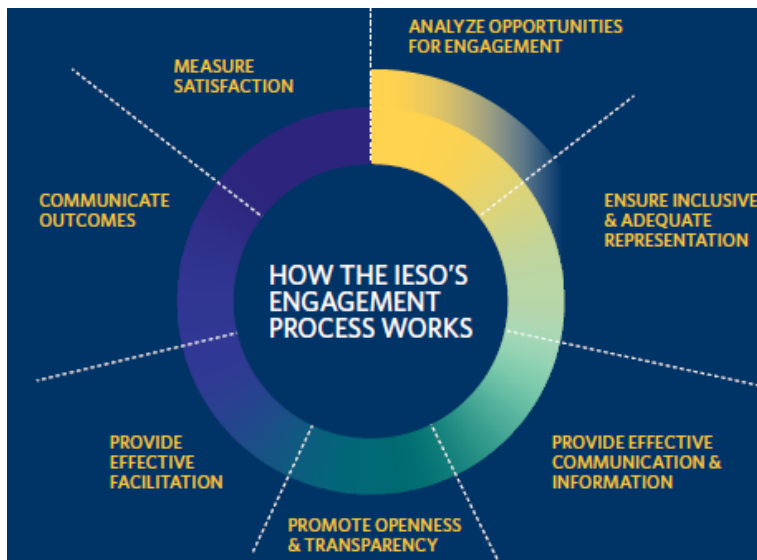 ANALYZE OPPORTUNITIES
FOR ENGAGEMENT
MEASURE
SATISFACTION
COMMUNICATE
OUTCOMES
ENSURE INCLUSIVE
& ADEQUATE
REPRESENTATION
HOW THE IESO'S
ENGAGEMENT
PROCESS WORKS
PROVIDE
EFFECTIVE
FACILITATION
PROVIDE EFFECTIVE
COMMUNICATION &
INFORMATION
PROMOTE OPENNESS
& TRANSPARENCY